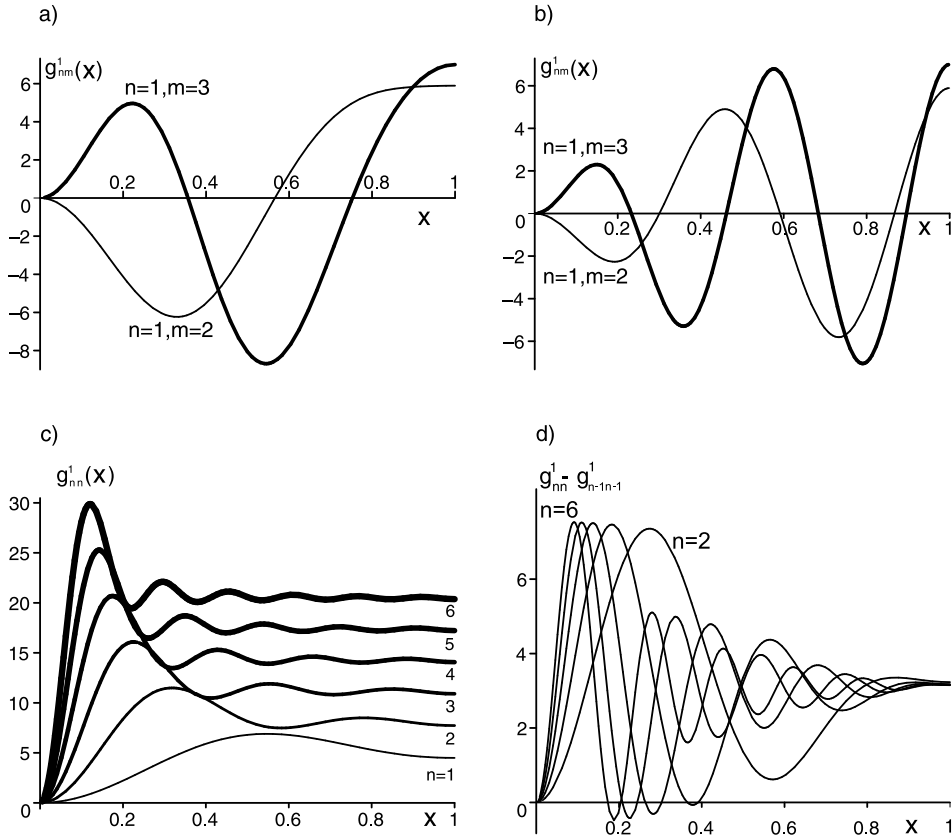 a)
g¹ₙₘ(x)
n=1,m=3
6
4
2
0
−2
−4
−6
−8
0.2
0.4
0.6
0.8
1
x
n=1,m=2
b)
g¹ₙₘ(x)
6
4
2
0
−2
−4
−6
n=1,m=3
n=1,m=2
0.2
0.4
0.6
0.8
x
1
c)
g¹ₙₙ(x)
30
25
20
15
10
5
0
6
5
4
3
2
n=1
0.2
0.4
0.6
0.8
x
1
d)
g¹ₙₙ- g¹ₙ₋₁ₙ₋₁
n=6
n=2
6
4
2
0
0.2
0.4
0.6
0.8
x
1